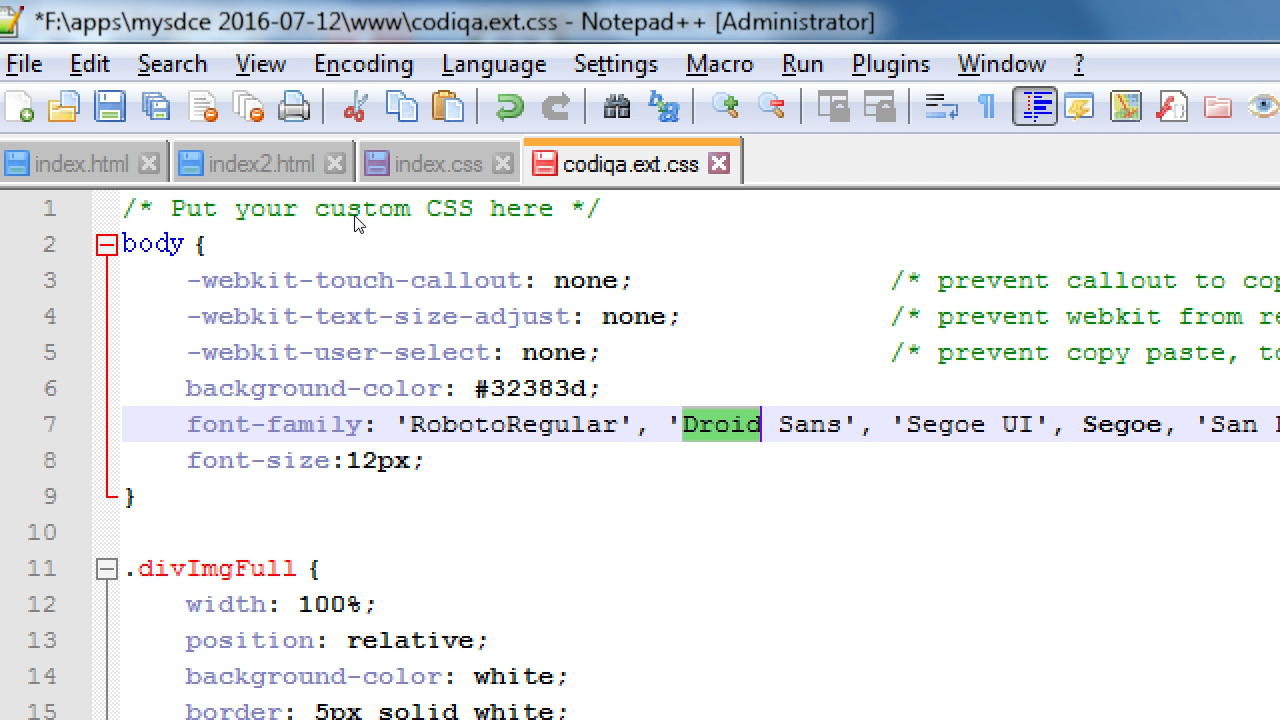 *F:\apps\mysdce 2016-07-12\www\codiqa.ext.css - Notepad++ [Administrator]
File Edit Search View Encoding Language Settings Macro Run Plugins Window ?
index.html index2.html index.css codiqa.ext.css
1 /* Put your custom CSS here */
2 body {
3 -webkit-touch-callout: none; /* prevent callout to
4 -webkit-text-size-adjust: none; /* prevent webkit from
5 -webkit-user-select: none; /* prevent copy paste,
6 background-color: #32383d;
7 font-family: 'RobotoRegular', 'Droid Sans', 'Segoe UI', Segoe, 'San
8 font-size:12px;
9 }
10
11 .divImgFull {
12 width: 100%;
13 position: relative;
14 background-color: white;
15 border: 5px solid white;